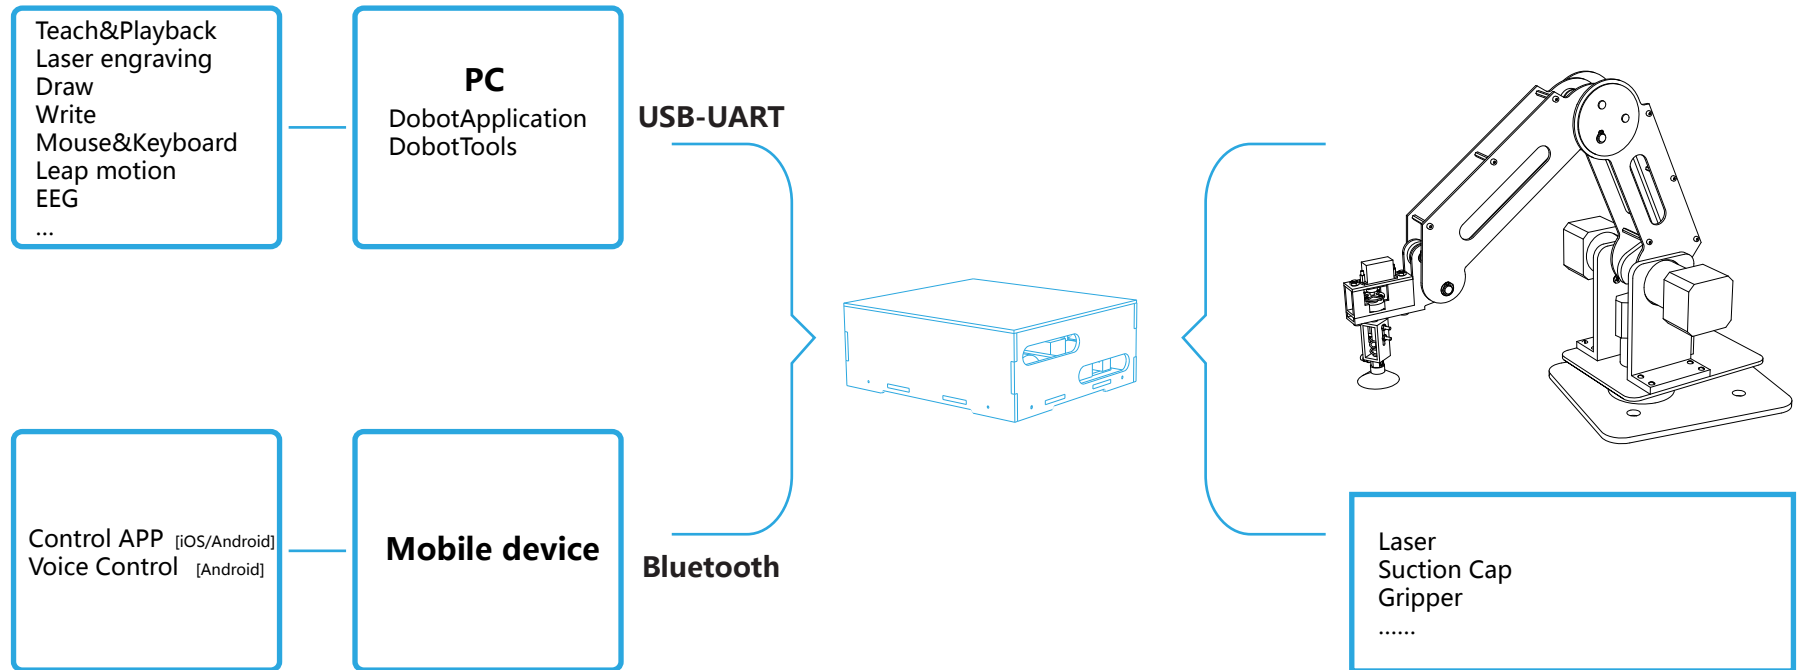 Teach&Playback
Laser engraving
Draw
Write
Mouse&Keyboard
Leap motion
EEG
...
PC
DobotApplication
DobotTools
USB-UART
Control APP [iOS/Android]
Voice Control [Android]
Mobile device
Bluetooth
Laser
Suction Cap
Gripper
......